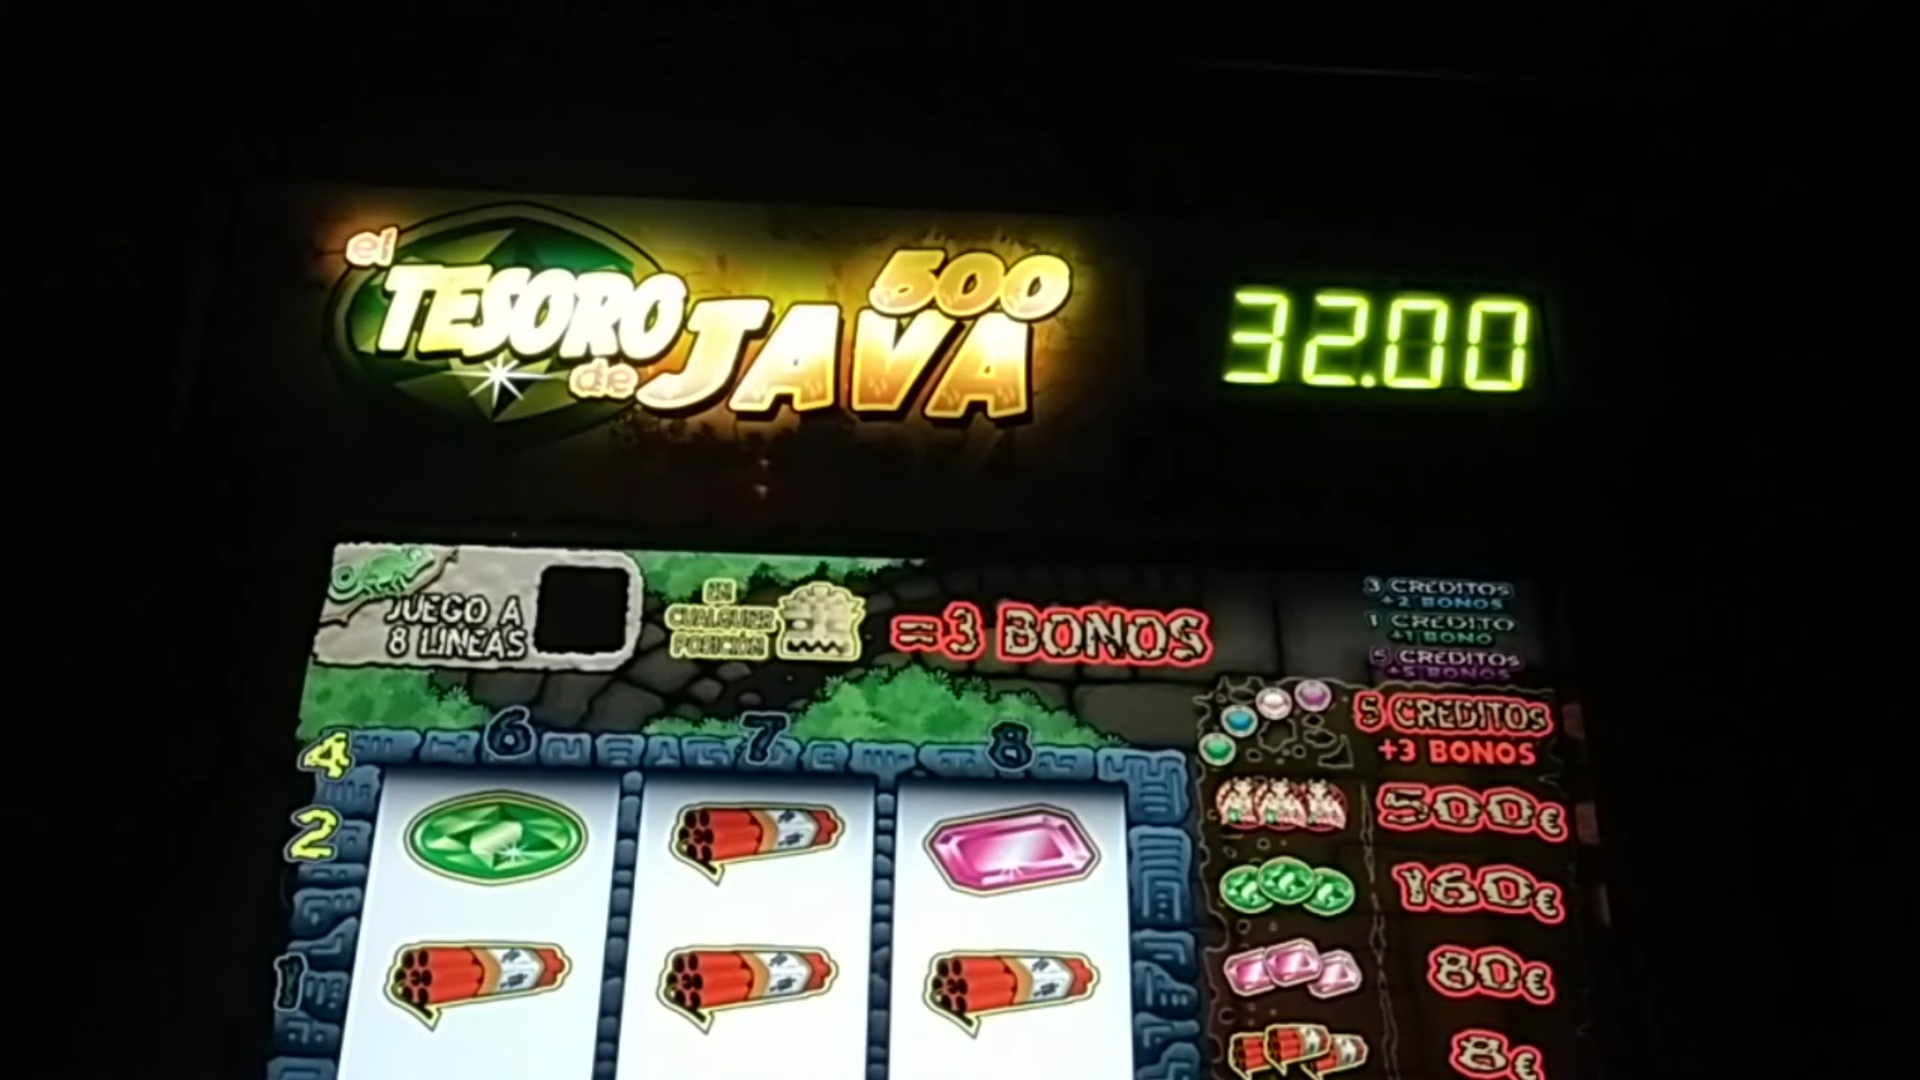 el
TESORO
de
JAVA
500
32.00
JUEGO A
8 LINEAS
EN
CUALQUIER
POSICIÓN
=3 BONOS
3 CREDITOS
+2 BONOS
1 CREDITO
+1 BONO
5 CREDITOS
+5 BONOS
5 CREDITOS
+3 BONOS
6 7 8
4
2
1
500€
160€
80€
8€